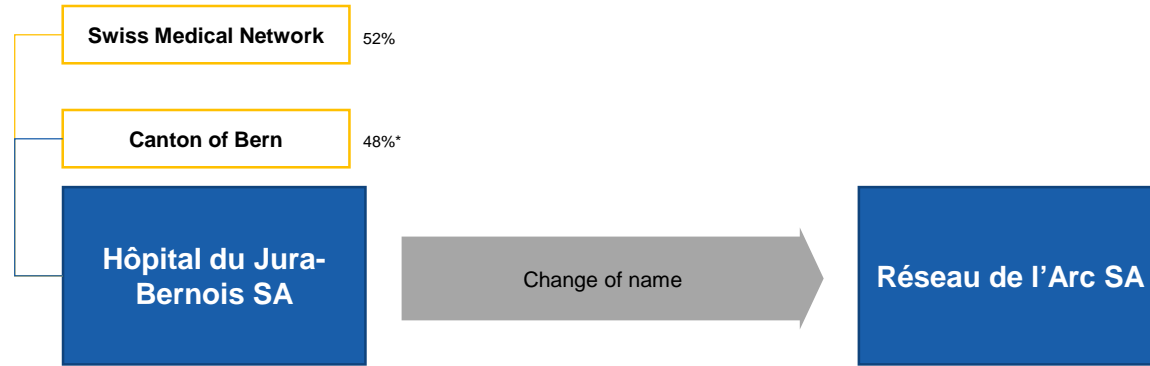 Swiss Medical Network 52%
Canton of Bern 48%*
Hôpital du Jura-
Bernois SA
Change of name
Réseau de l’Arc SA